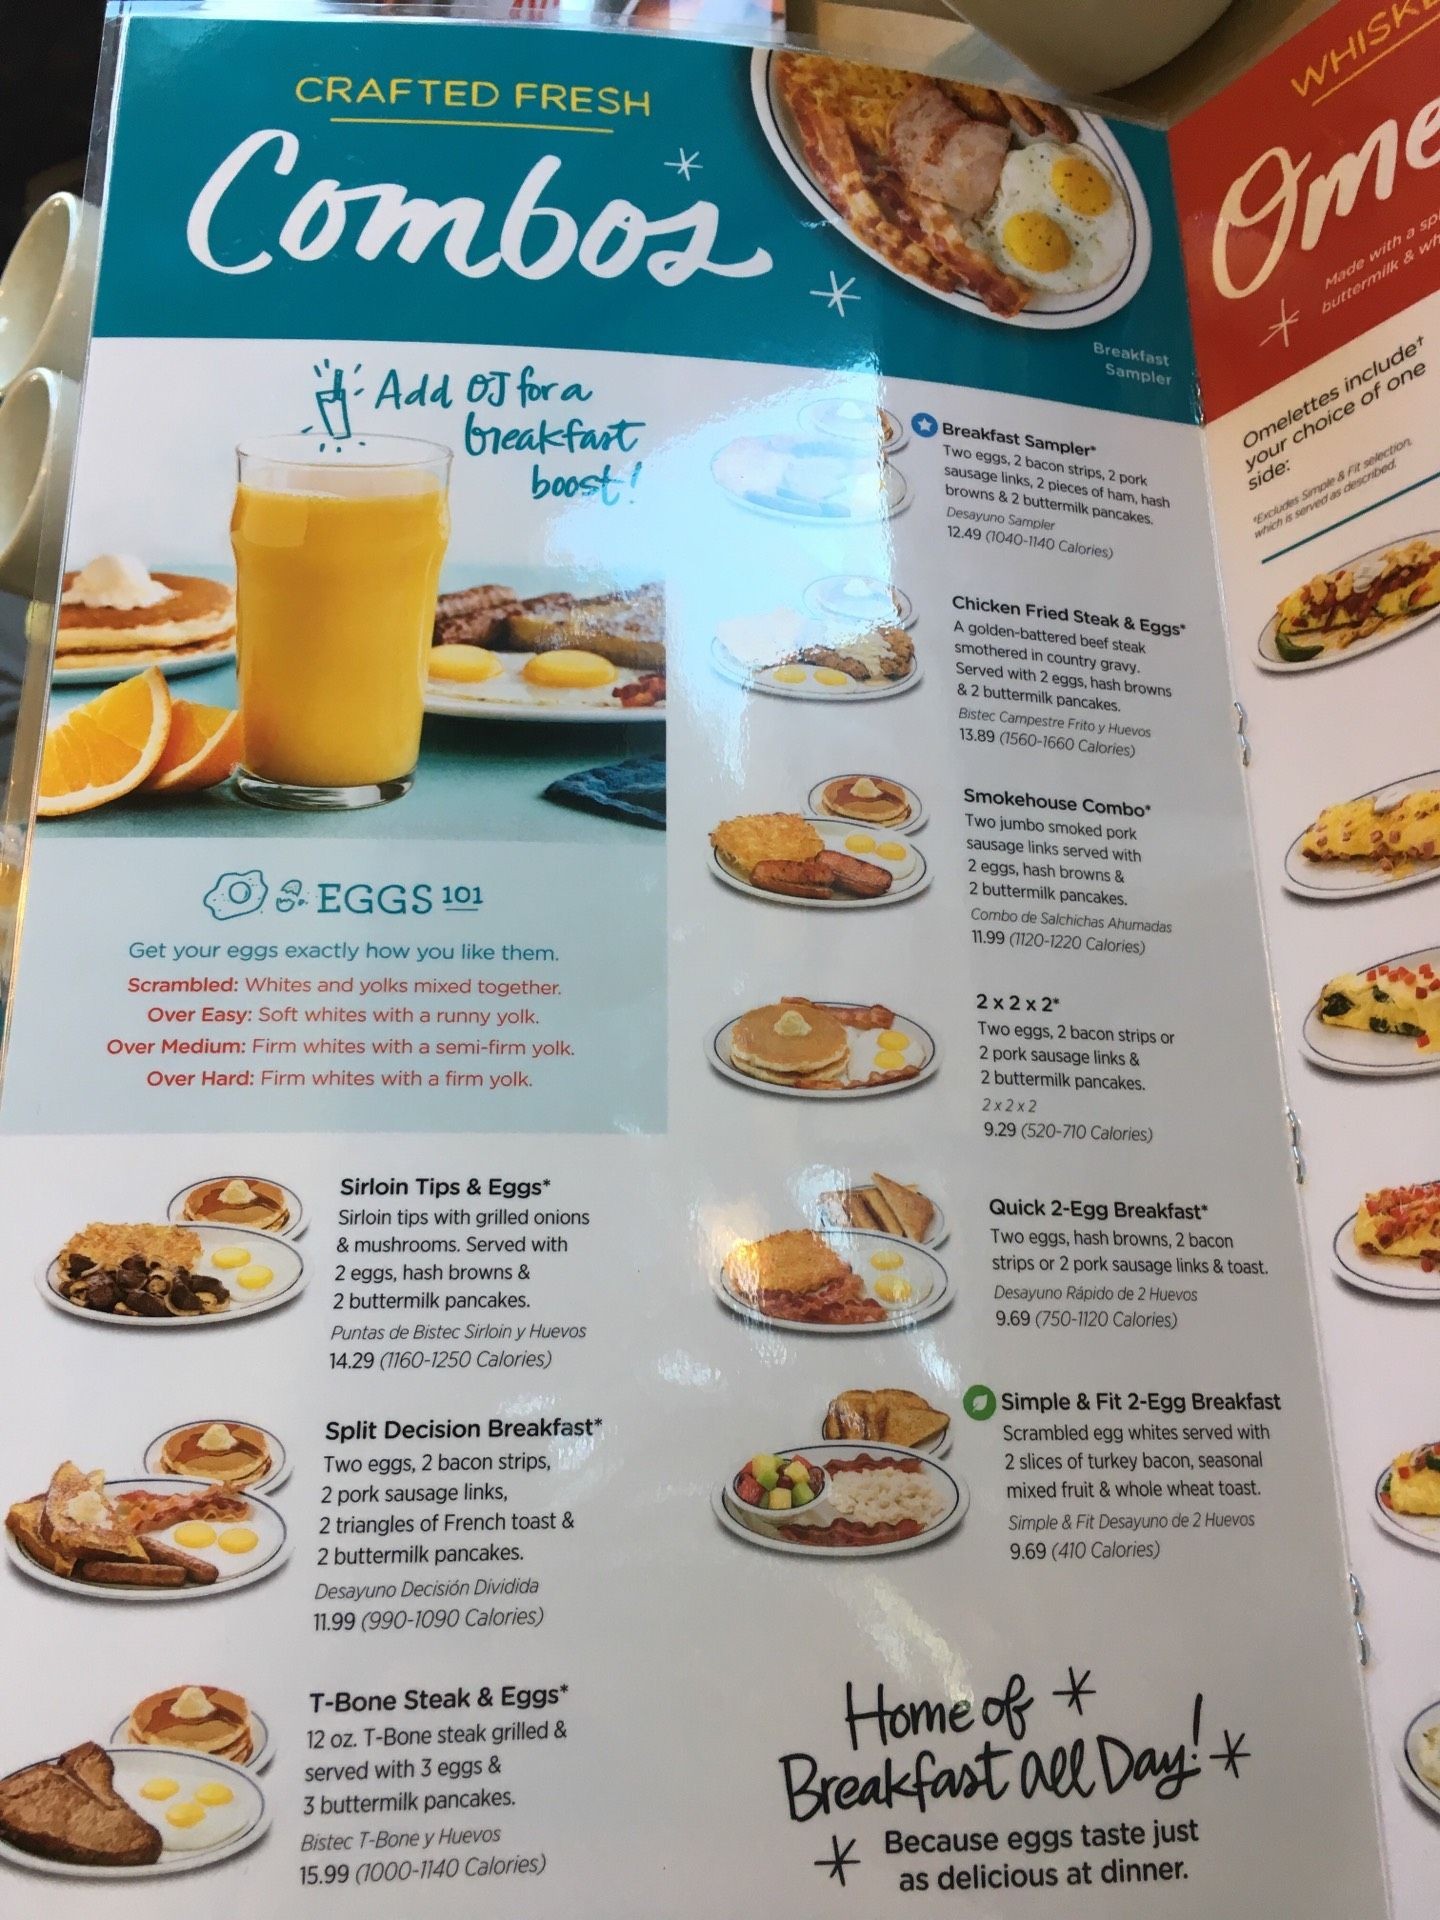 CRAFTED FRESH
Combos
Breakfast
Sampler
Add OJ for a
breakfast
boost!
EGGS 101
Get your eggs exactly how you like them.
Scrambled: Whites and yolks mixed together.
Over Easy: Soft whites with a runny yolk.
Over Medium: Firm whites with a semi-firm yolk.
Over Hard: Firm whites with a firm yolk.
Sirloin Tips & Eggs*
Sirloin tips with grilled onions
& mushrooms. Served with
2 eggs, hash browns &
2 buttermilk pancakes.
Puntas de Bistec Sirloin y Huevos
14.29 (1160-1250 Calories)
Split Decision Breakfast*
Two eggs, 2 bacon strips,
2 pork sausage links,
2 triangles of French toast &
2 buttermilk pancakes.
Desayuno Decisión Dividida
11.99 (990-1090 Calories)
T-Bone Steak & Eggs*
12 oz. T-Bone steak grilled &
served with 3 eggs &
3 buttermilk pancakes.
Bistec T-Bone y Huevos
15.99 (1000-1140 Calories)
Breakfast Sampler*
Two eggs, 2 bacon strips, 2 pork
sausage links, 2 pieces of ham, hash
browns & 2 buttermilk pancakes.
Desayuno Sampler
12.49 (1040-1140 Calories)
Chicken Fried Steak & Eggs*
A golden-battered beef steak
smothered in country gravy.
Served with 2 eggs, hash browns
& 2 buttermilk pancakes.
Bistec Campestre Frito y Huevos
13.89 (1560-1660 Calories)
Smokehouse Combo*
Two jumbo smoked pork
sausage links served with
2 eggs, hash browns &
2 buttermilk pancakes.
Combo de Salchichas Ahumadas
11.99 (1120-1220 Calories)
2 x 2 x 2*
Two eggs, 2 bacon strips or
2 pork sausage links &
2 buttermilk pancakes.
2 x 2 x 2
9.29 (520-710 Calories)
Quick 2-Egg Breakfast*
Two eggs, hash browns, 2 bacon
strips or 2 pork sausage links & toast.
Desayuno Rápido de 2 Huevos
9.69 (750-1120 Calories)
Simple & Fit 2-Egg Breakfast
Scrambled egg whites served with
2 slices of turkey bacon, seasonal
mixed fruit & whole wheat toast.
Simple & Fit Desayuno de 2 Huevos
9.69 (410 Calories)
Home of
Breakfast all Day!
Because eggs taste just
as delicious at dinner.
WHISK
Ome
Made with a
buttermilk &
Omelettes include†
your choice of one
side:
†Excludes Simple & Fit selection,
which is served as described.